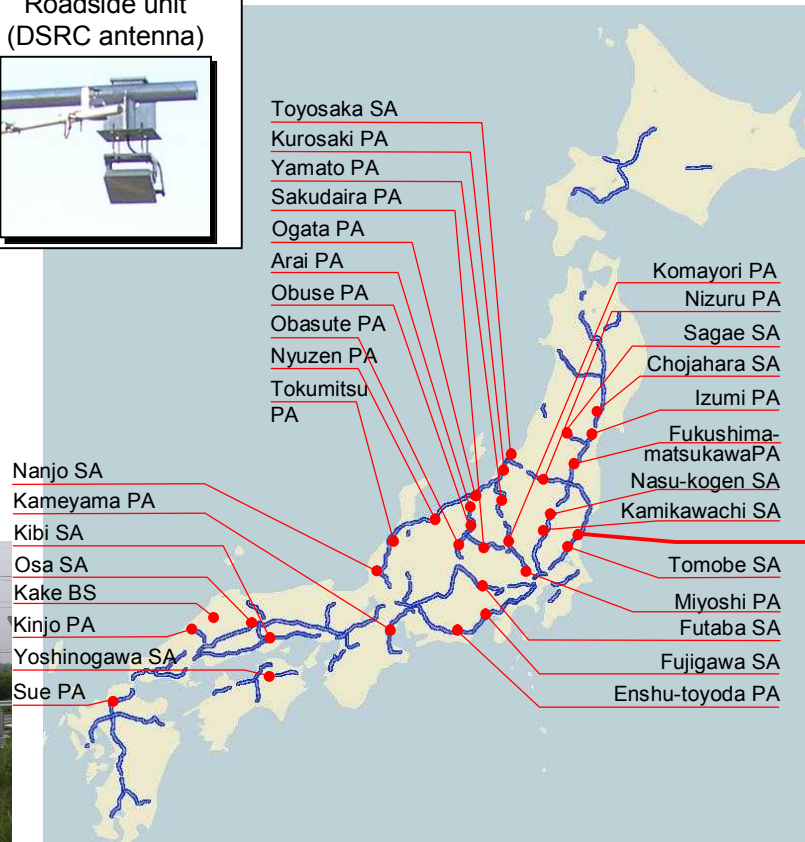 Roadside unit
(DSRC antenna)
Toyosaka SA
Kurosaki PA
Yamato PA
Sakudaira PA
Ogata PA
Arai PA
Obuse PA
Obasute PA
Nyuzen PA
Tokumitsu
PA
Komayori PA
Nizuru PA
Sagae SA
Chojahara SA
Izumi PA
Fukushima-
matsukawaPA
Nasu-kogen SA
Kamikawachi SA
Tomobe SA
Miyoshi PA
Futaba SA
Fujigawa SA
Enshu-toyoda PA
Nanjo SA
Kameyama PA
Kibi SA
Osa SA
Kake BS
Kinjo PA
Yoshinogawa SA
Sue PA